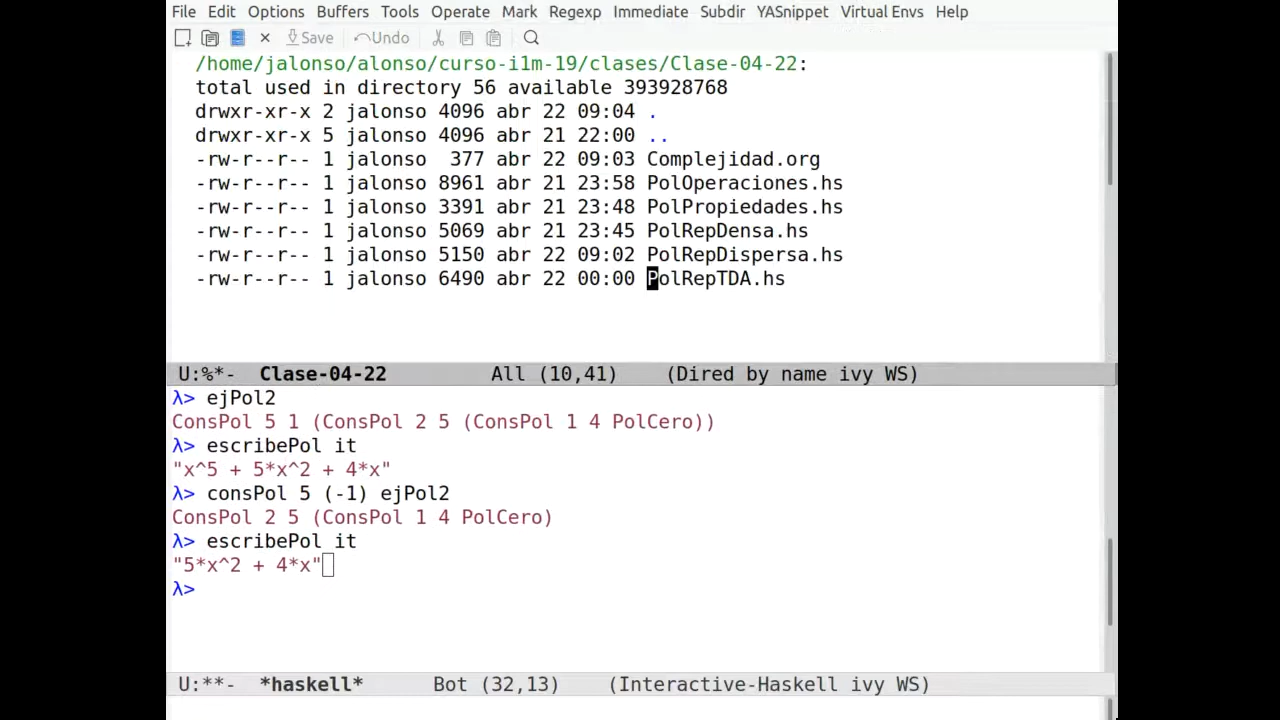 File Edit Options Buffers Tools Operate Mark Regexp Immediate Subdir YASnippet Virtual Envs Help
Save Undo
/home/jalonso/alonso/curso-i1m-19/clases/Clase-04-22:
total used in directory 56 available 393928768
drwxr-xr-x 2 jalonso 4096 abr 22 09:04 .
drwxr-xr-x 5 jalonso 4096 abr 21 22:00 ..
-rw-r--r-- 1 jalonso  377 abr 22 09:03 Complejidad.org
-rw-r--r-- 1 jalonso 8961 abr 21 23:58 PolOperaciones.hs
-rw-r--r-- 1 jalonso 3391 abr 21 23:48 PolPropiedades.hs
-rw-r--r-- 1 jalonso 5069 abr 21 23:45 PolRepDensa.hs
-rw-r--r-- 1 jalonso 5150 abr 22 09:02 PolRepDispersa.hs
-rw-r--r-- 1 jalonso 6490 abr 22 00:00 PolRepTDA.hs
U:%*-  Clase-04-22         All (10,41)    (Dired by name ivy WS)
λ> ejPol2
ConsPol 5 1 (ConsPol 2 5 (ConsPol 1 4 PolCero))
λ> escribePol it
"x^5 + 5*x^2 + 4*x"
λ> consPol 5 (-1) ejPol2
ConsPol 2 5 (ConsPol 1 4 PolCero)
λ> escribePol it
"5*x^2 + 4*x"
λ>
U:**-  *haskell*      Bot (32,13)    (Interactive-Haskell ivy WS)